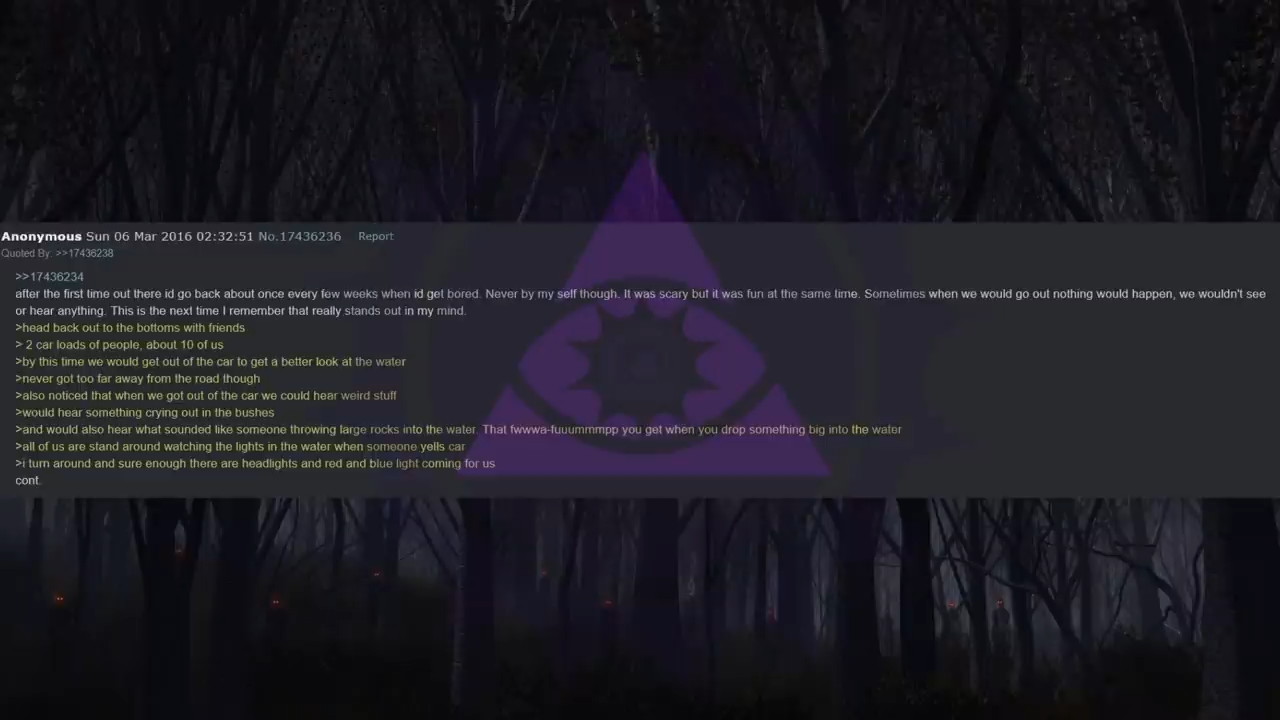 Anonymous Sun 06 Mar 2016 02:32:51 No.17436236 Report
Quoted By: >>17436238
>>17436234
after the first time out there id go back about once every few weeks when id get bored. Never by my self though. It was scary but it was fun at the same time. Sometimes when we would go out nothing would happen, we wouldn't see
or hear anything. This is the next time I remember that really stands out in my mind.
>head back out to the bottoms with friends
> 2 car loads of people, about 10 of us
>by this time we would get out of the car to get a better look at the water
>never got too far away from the road though
>also noticed that when we got out of the car we could hear weird stuff
>would hear something crying out in the bushes
>and would also hear what sounded like someone throwing large rocks into the water. That fwwwa-fuuummmpp you get when you drop something big into the water
>all of us are stand around watching the lights in the water when someone yells car
>i turn around and sure enough there are headlights and red and blue light coming for us
cont.